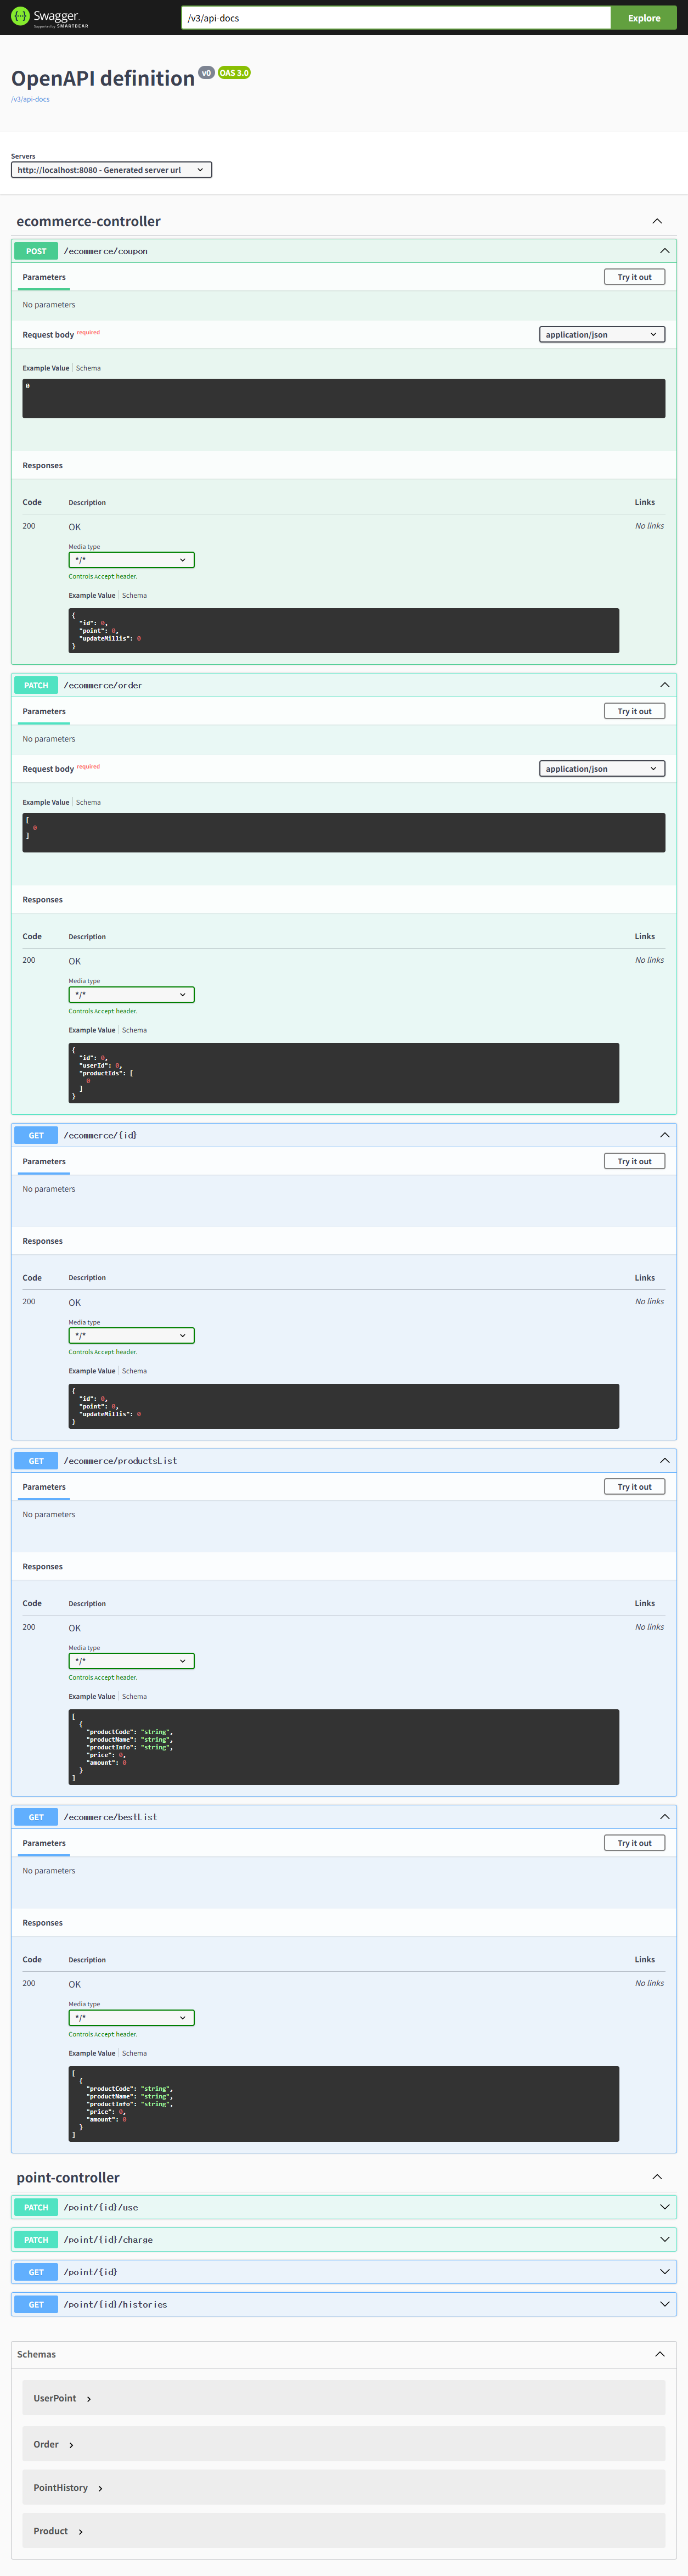 Swagger
Supported by SMARTBEAR
/v3/api-docs
Explore
OpenAPI definition v0 OAS 3.0
/v3/api-docs
Servers
http://localhost:8080 - Generated server url
ecommerce-controller
POST /ecommerce/coupon
Parameters Try it out
No parameters
Request body required application/json
Example Value Schema
0
Responses
Code Description Links
200 OK No links
Media type
*/*
Controls Accept header.
Example Value Schema
{
"id": 0,
"point": 0,
"updateMillis": 0
}
PATCH /ecommerce/order
Parameters Try it out
No parameters
Request body required application/json
Example Value Schema
[
0
]
Responses
Code Description Links
200 OK No links
Media type
*/*
Controls Accept header.
Example Value Schema
{
"id": 0,
"userId": 0,
"productIds": [
0
]
}
GET /ecommerce/{id}
Parameters Try it out
No parameters
Responses
Code Description Links
200 OK No links
Media type
*/*
Controls Accept header.
Example Value Schema
{
"id": 0,
"point": 0,
"updateMillis": 0
}
GET /ecommerce/productsList
Parameters Try it out
No parameters
Responses
Code Description Links
200 OK No links
Media type
*/*
Controls Accept header.
Example Value Schema
[
{
"productCode": "string",
"productName": "string",
"productInfo": "string",
"price": 0,
"amount": 0
}
]
GET /ecommerce/bestList
Parameters Try it out
No parameters
Responses
Code Description Links
200 OK No links
Media type
*/*
Controls Accept header.
Example Value Schema
[
{
"productCode": "string",
"productName": "string",
"productInfo": "string",
"price": 0,
"amount": 0
}
]
point-controller
PATCH /point/{id}/use
PATCH /point/{id}/charge
GET /point/{id}
GET /point/{id}/histories
Schemas
UserPoint
Order
PointHistory
Product